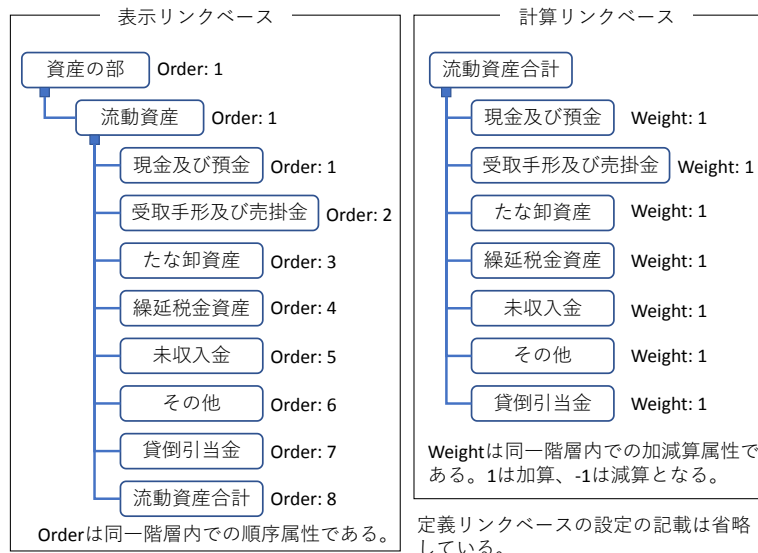 表示リンクベース
資産の部 Order: 1
流動資産 Order: 1
現金及び預金 Order: 1
受取手形及び売掛金 Order: 2
たな卸資産 Order: 3
繰延税金資産 Order: 4
未収入金 Order: 5
その他 Order: 6
貸倒引当金 Order: 7
流動資産合計 Order: 8
Orderは同一階層内での順序属性である。
計算リンクベース
流動資産合計
現金及び預金 Weight: 1
受取手形及び売掛金 Weight: 1
たな卸資産 Weight: 1
繰延税金資産 Weight: 1
未収入金 Weight: 1
その他 Weight: 1
貸倒引当金 Weight: 1
Weightは同一階層内での加減算属性で
ある。1は加算、-1は減算となる。
定義リンクベースの設定の記載は省略
している。